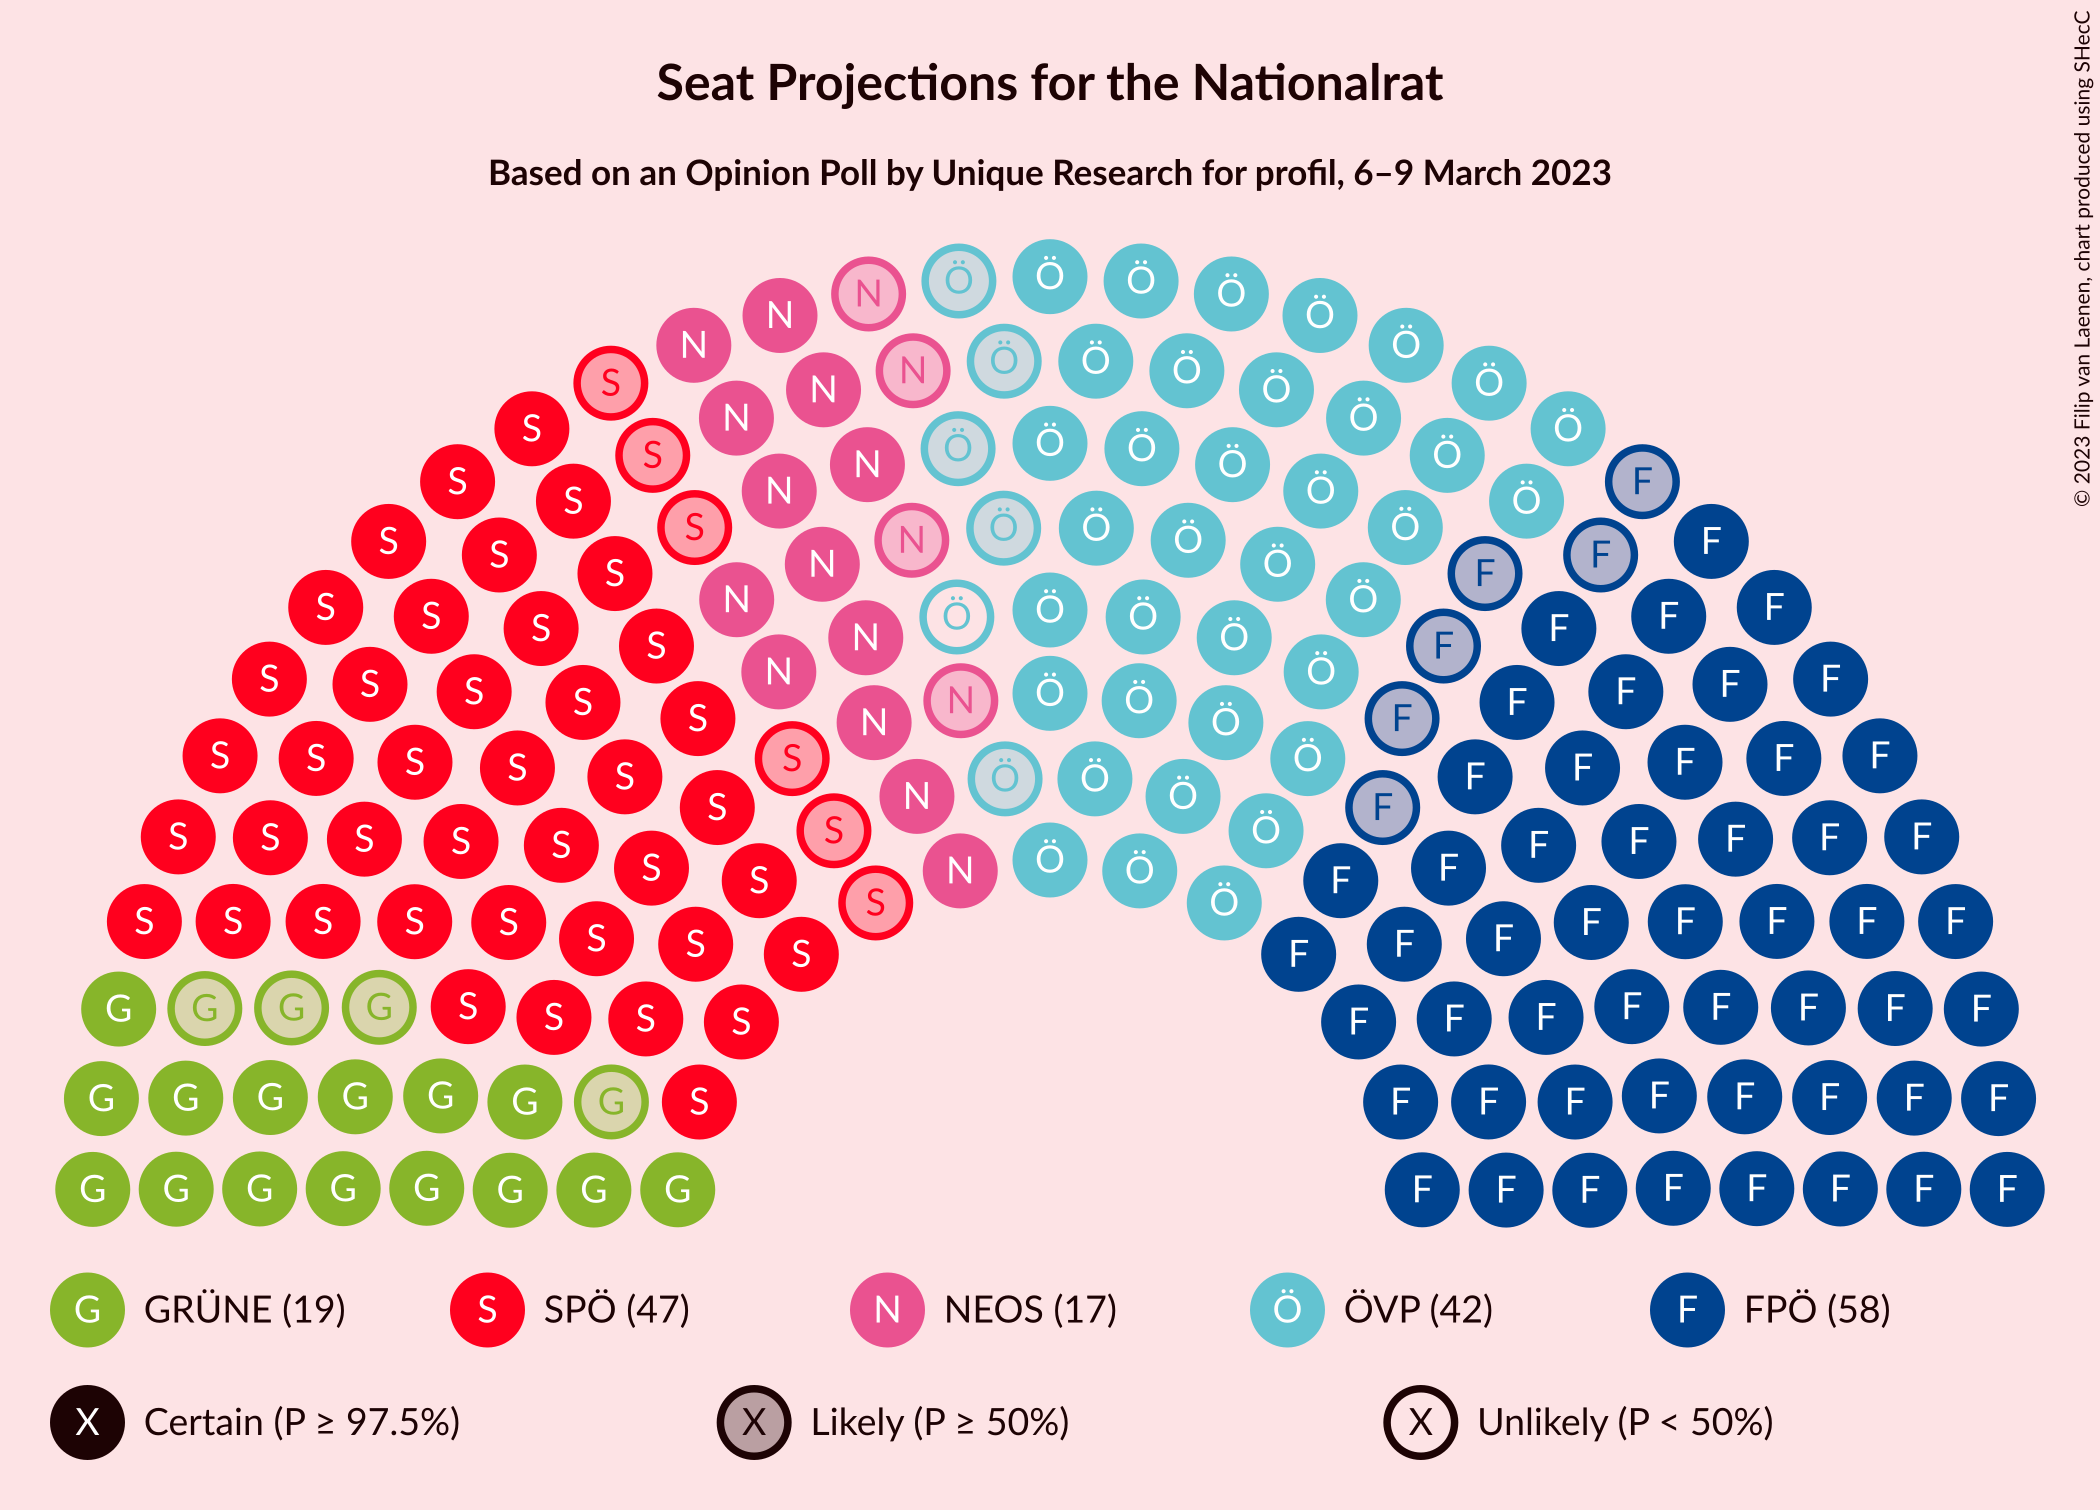 Seat Projections for the Nationalrat
Based on an Opinion Poll by Unique Research for profil, 6–9 March 2023
© 2023 Filip van Laenen, chart produced using SHecC
G GRÜNE (19) S SPÖ (47) N NEOS (17) Ö ÖVP (42) F FPÖ (58)
X Certain (P ≥ 97.5%) X Likely (P ≥ 50%) X Unlikely (P < 50%)